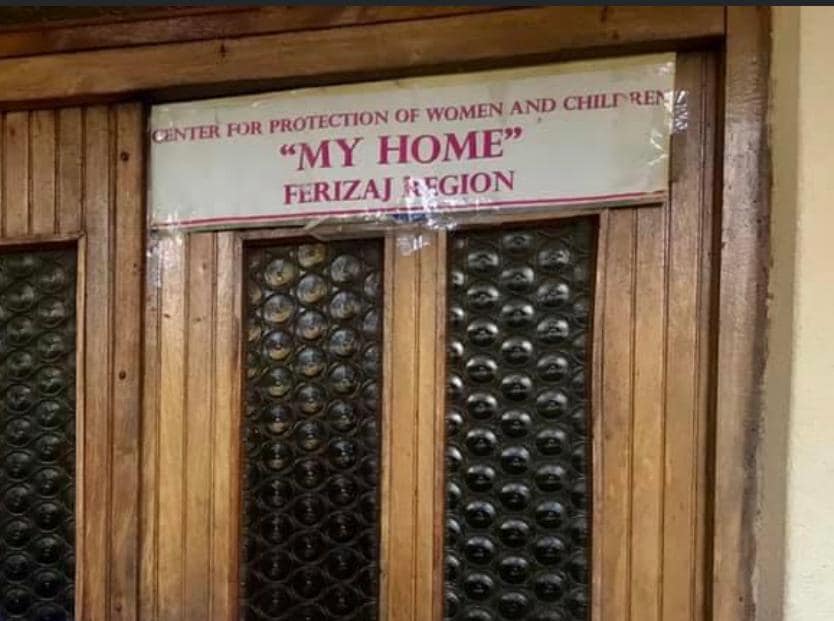 CENTER FOR PROTECTION OF WOMEN AND CHILDREN
“MY HOME”
FERIZAJ REGION